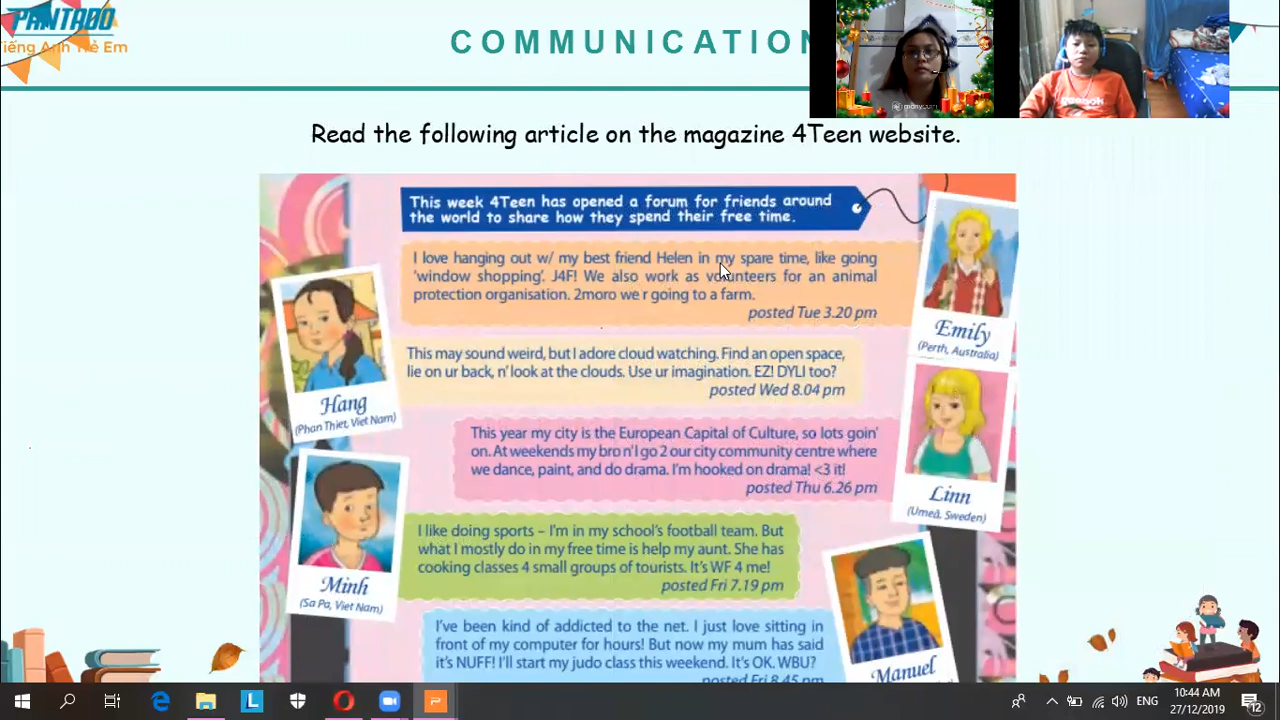 PANTADO
Tiếng Anh Trẻ Em
COMMUNICATION
Read the following article on the magazine 4Teen website.
This week 4Teen has opened a forum for friends around
the world to share how they spend their free time.
I love hanging out w/ my best friend Helen in my spare time, like going
‘window shopping’. J4F! We also work as volunteers for an animal
protection organisation. 2moro we r going to a farm.
posted Tue 3.20 pm
Emily
(Perth, Australia)
This may sound weird, but I adore cloud watching. Find an open space,
lie on ur back, n’ look at the clouds. Use ur imagination. EZ! DYLI too?
posted Wed 8.04 pm
Hang
(Phan Thiet, Viet Nam)
This year my city is the European Capital of Culture, so lots goin’
on. At weekends my bro n’ I go 2 our city community centre where
we dance, paint, and do drama. I’m hooked on drama! <3 it!
posted Thu 6.26 pm
Linn
(Umeå, Sweden)
I like doing sports – I’m in my school’s football team. But
what I mostly do in my free time is help my aunt. She has
cooking classes 4 small groups of tourists. It’s WF 4 me!
posted Fri 7.19 pm
Minh
(Sa Pa, Viet Nam)
I’ve been kind of addicted to the net. I just love sitting in
front of my computer for hours! But now my mum has said
it’s NUFF! I’ll start my judo class this weekend. It’s OK. WBU?
posted Fri 8.45 pm
Manuel
ENG
10:44 AM
27/12/2019
12